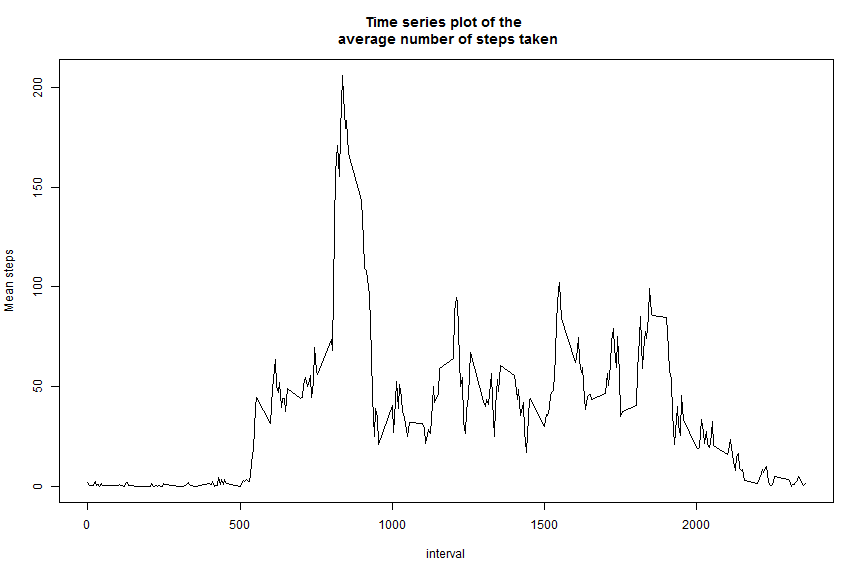 Time series plot of the
average number of steps taken
200
150
100
50
0
Mean steps
0 500 1000 1500 2000
interval